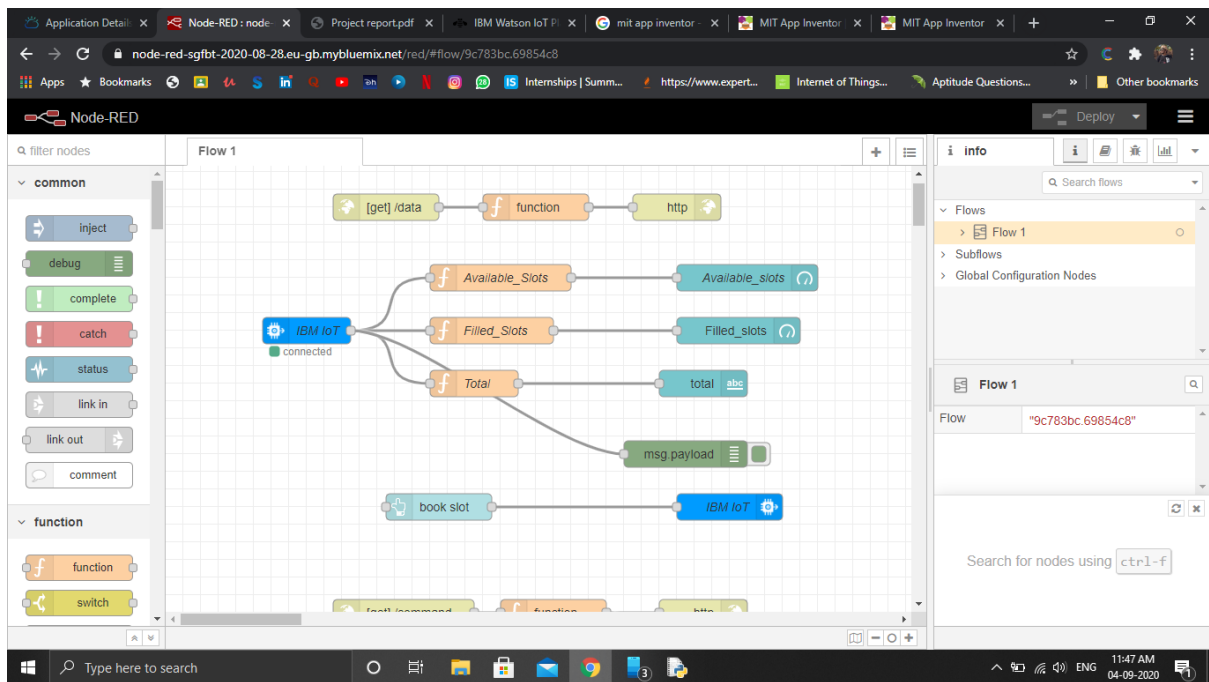 Application Detail
Node-RED : node-
Project report.pdf
IBM Watson IoT Pl
mit app inventor -
MIT App Inventor
MIT App Inventor
node-red-sgfbt-2020-08-28.eu-gb.mybluemix.net/red/#flow/9c783bc.69854c8
Apps
Bookmarks
Internships | Summ...
https://www.expert...
Internet of Things...
Aptitude Questions...
»
Other bookmarks
Node-RED
Deploy
filter nodes
Flow 1
info
Search flows
common
inject
debug
complete
catch
status
link in
link out
comment
function
function
switch
[get] /data
function
http
Available_Slots
Available_slots
IBM IoT
connected
Filled_Slots
Filled_slots
Total
total
abc
msg.payload
book slot
IBM IoT
[get] /command
function
http
Flows
Flow 1
Subflows
Global Configuration Nodes
Flow 1
Flow
"9c783bc.69854c8"
Search for nodes using ctrl-f
Type here to search
3
ENG
11:47 AM
04-09-2020